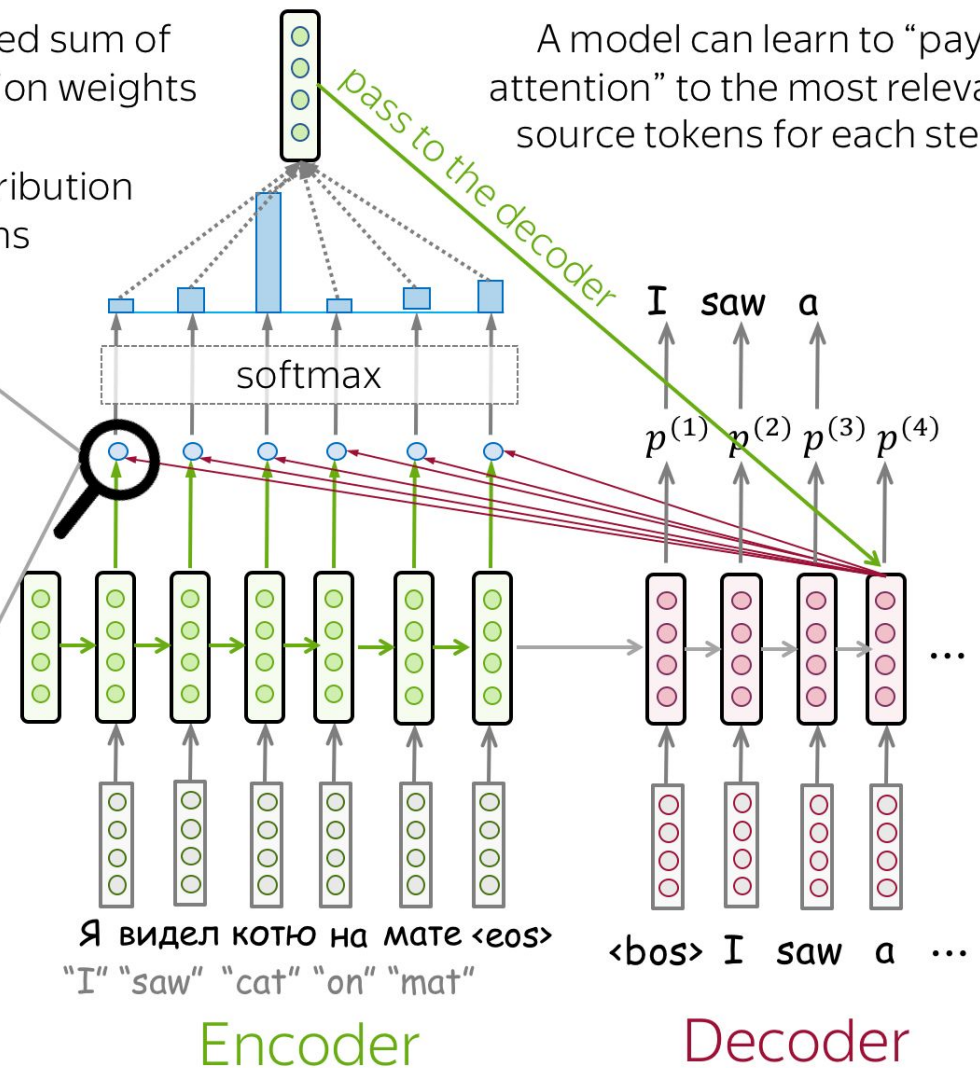 ed sum of
ion weights
ribution
ns
A model can learn to “pay
attention” to the most releva
source tokens for each ste
pass to the decoder
I saw a
softmax
p⁽¹⁾ p⁽²⁾ p⁽³⁾ p⁽⁴⁾
...
Я видел котю на мате <eos>
“I” “saw” “cat” “on” “mat”
<bos> I saw a ...
Encoder
Decoder